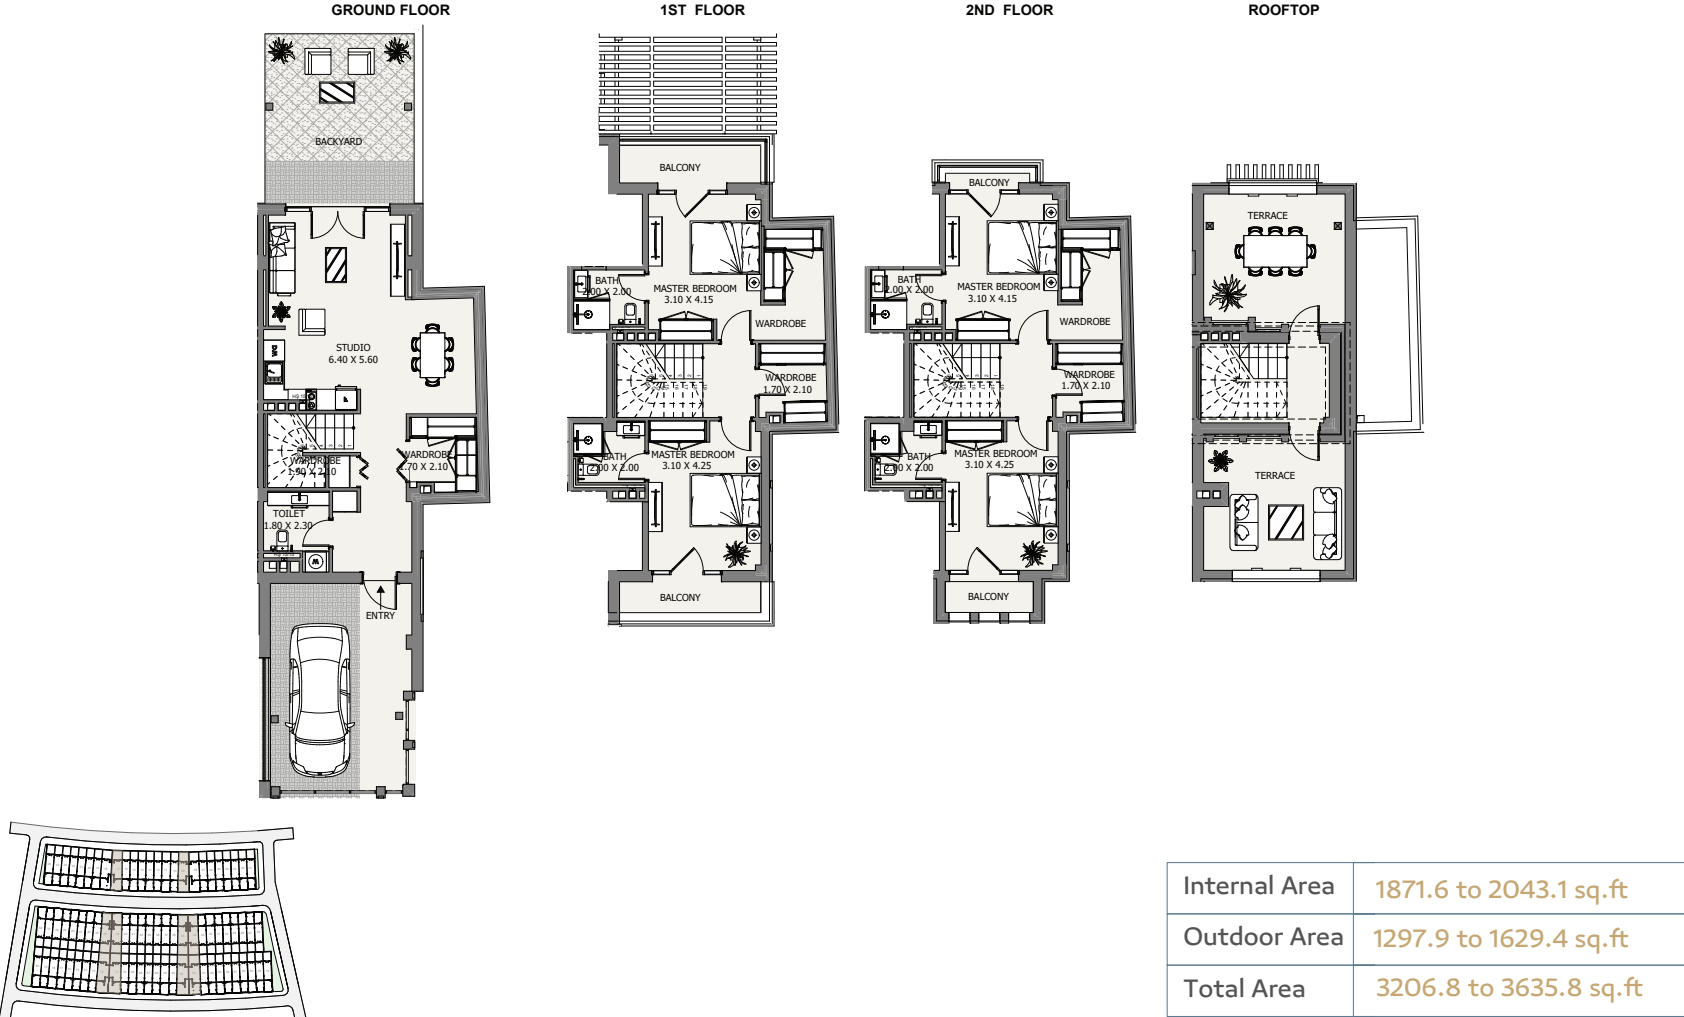 GROUND FLOOR
1ST FLOOR
2ND FLOOR
ROOFTOP
BACKYARD
STUDIO
6.40 X 5.60
D.W.
WARDROBE
1.90 X 2.10
WARDROBE
1.70 X 2.10
TOILET
1.80 X 2.30
W
ENTRY
BALCONY
BATH
2.00 X 2.00
MASTER BEDROOM
3.10 X 4.15
WARDROBE
WARDROBE
1.70 X 2.10
BATH
2.00 X 2.00
MASTER BEDROOM
3.10 X 4.25
BALCONY
BALCONY
BATH
2.00 X 2.00
MASTER BEDROOM
3.10 X 4.15
WARDROBE
WARDROBE
1.70 X 2.10
BATH
2.00 X 2.00
MASTER BEDROOM
3.10 X 4.25
BALCONY
TERRACE
TERRACE
Internal Area 1871.6 to 2043.1 sq.ft
Outdoor Area 1297.9 to 1629.4 sq.ft
Total Area 3206.8 to 3635.8 sq.ft